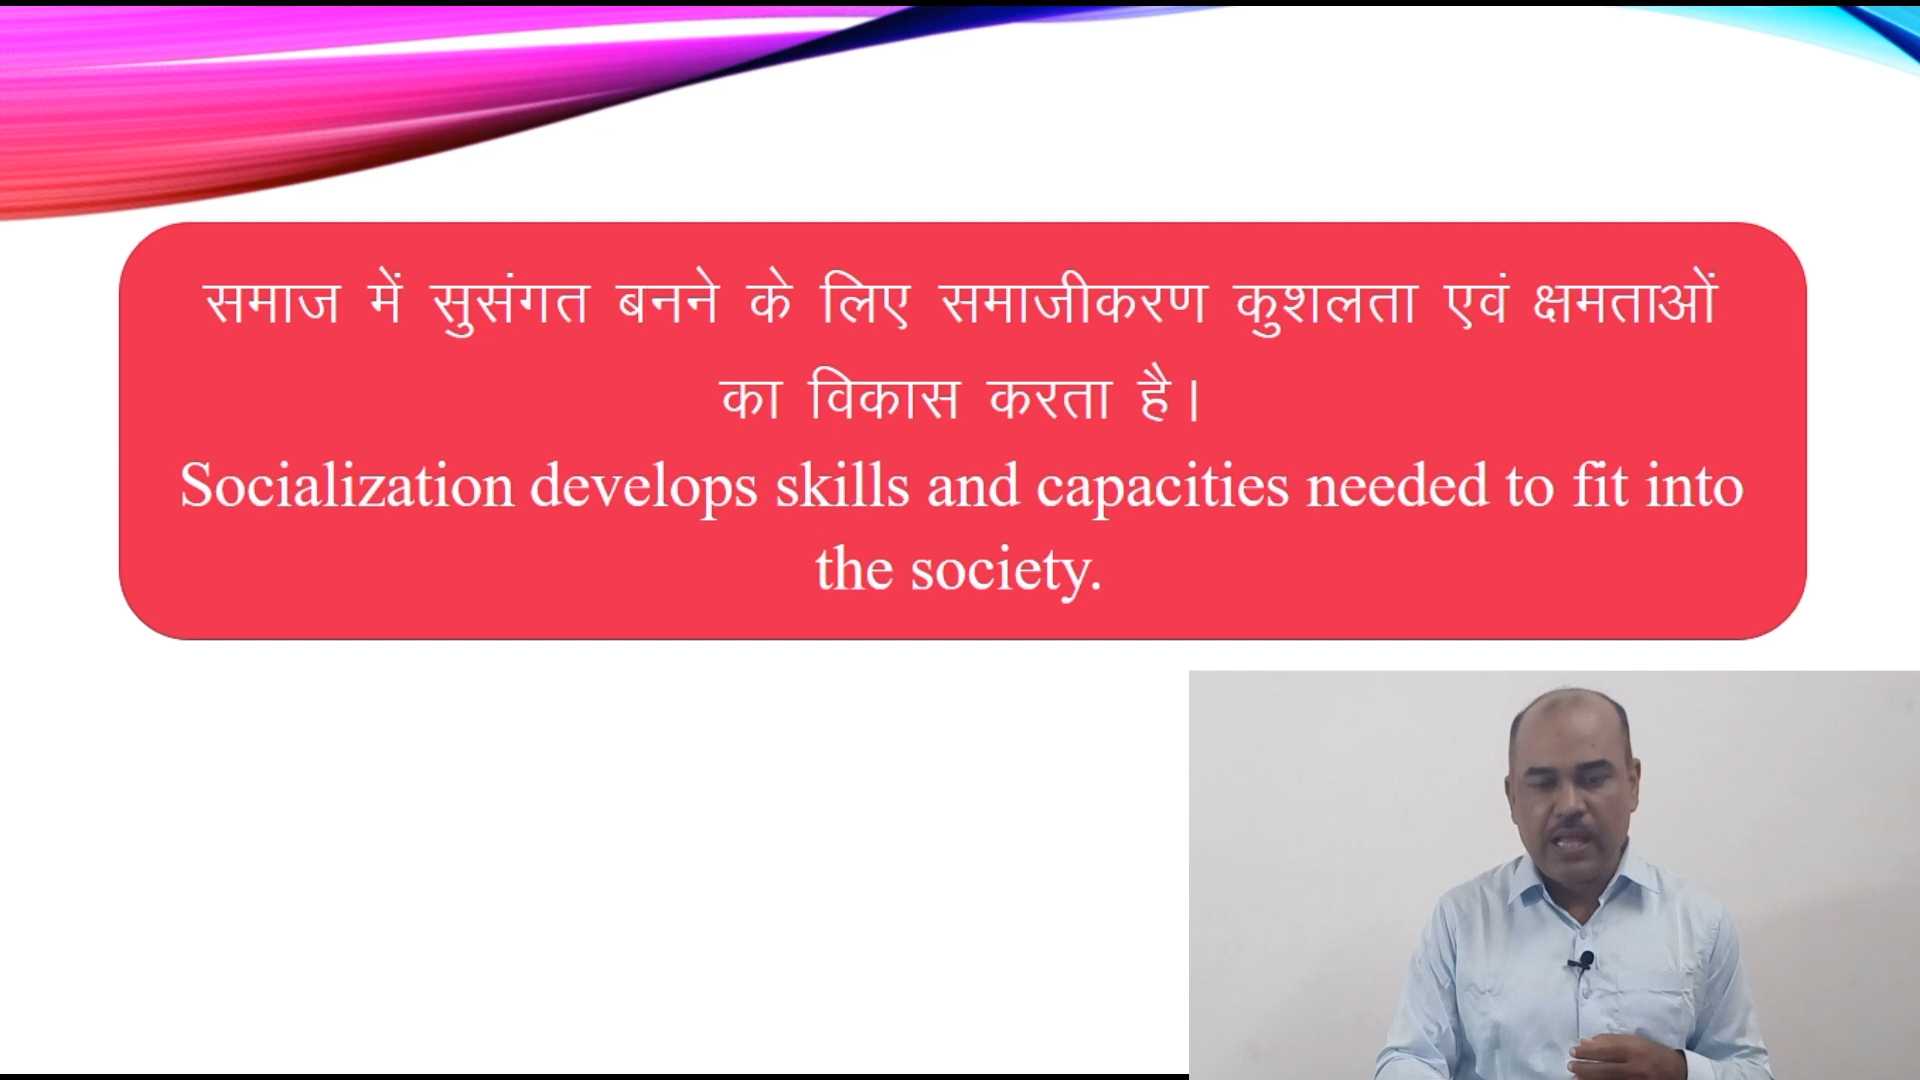 समाज में सुसंगत बनने के लिए समाजीकरण कुशलता एवं क्षमताओं
का विकास करता है।
Socialization develops skills and capacities needed to fit into
the society.